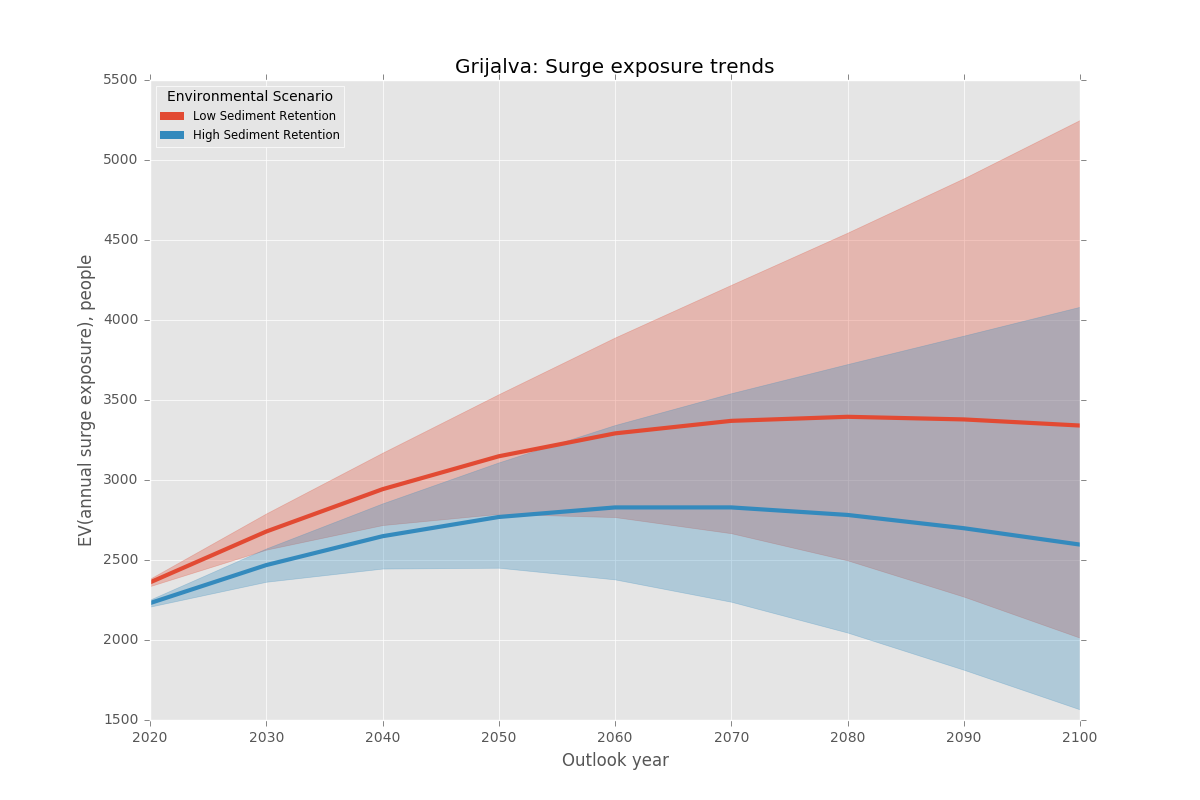 Grijalva: Surge exposure trends
Environmental Scenario
Low Sediment Retention
High Sediment Retention
EV(annual surge exposure), people
5500
5000
4500
4000
3500
3000
2500
2000
1500
2020 2030 2040 2050 2060 2070 2080 2090 2100
Outlook year